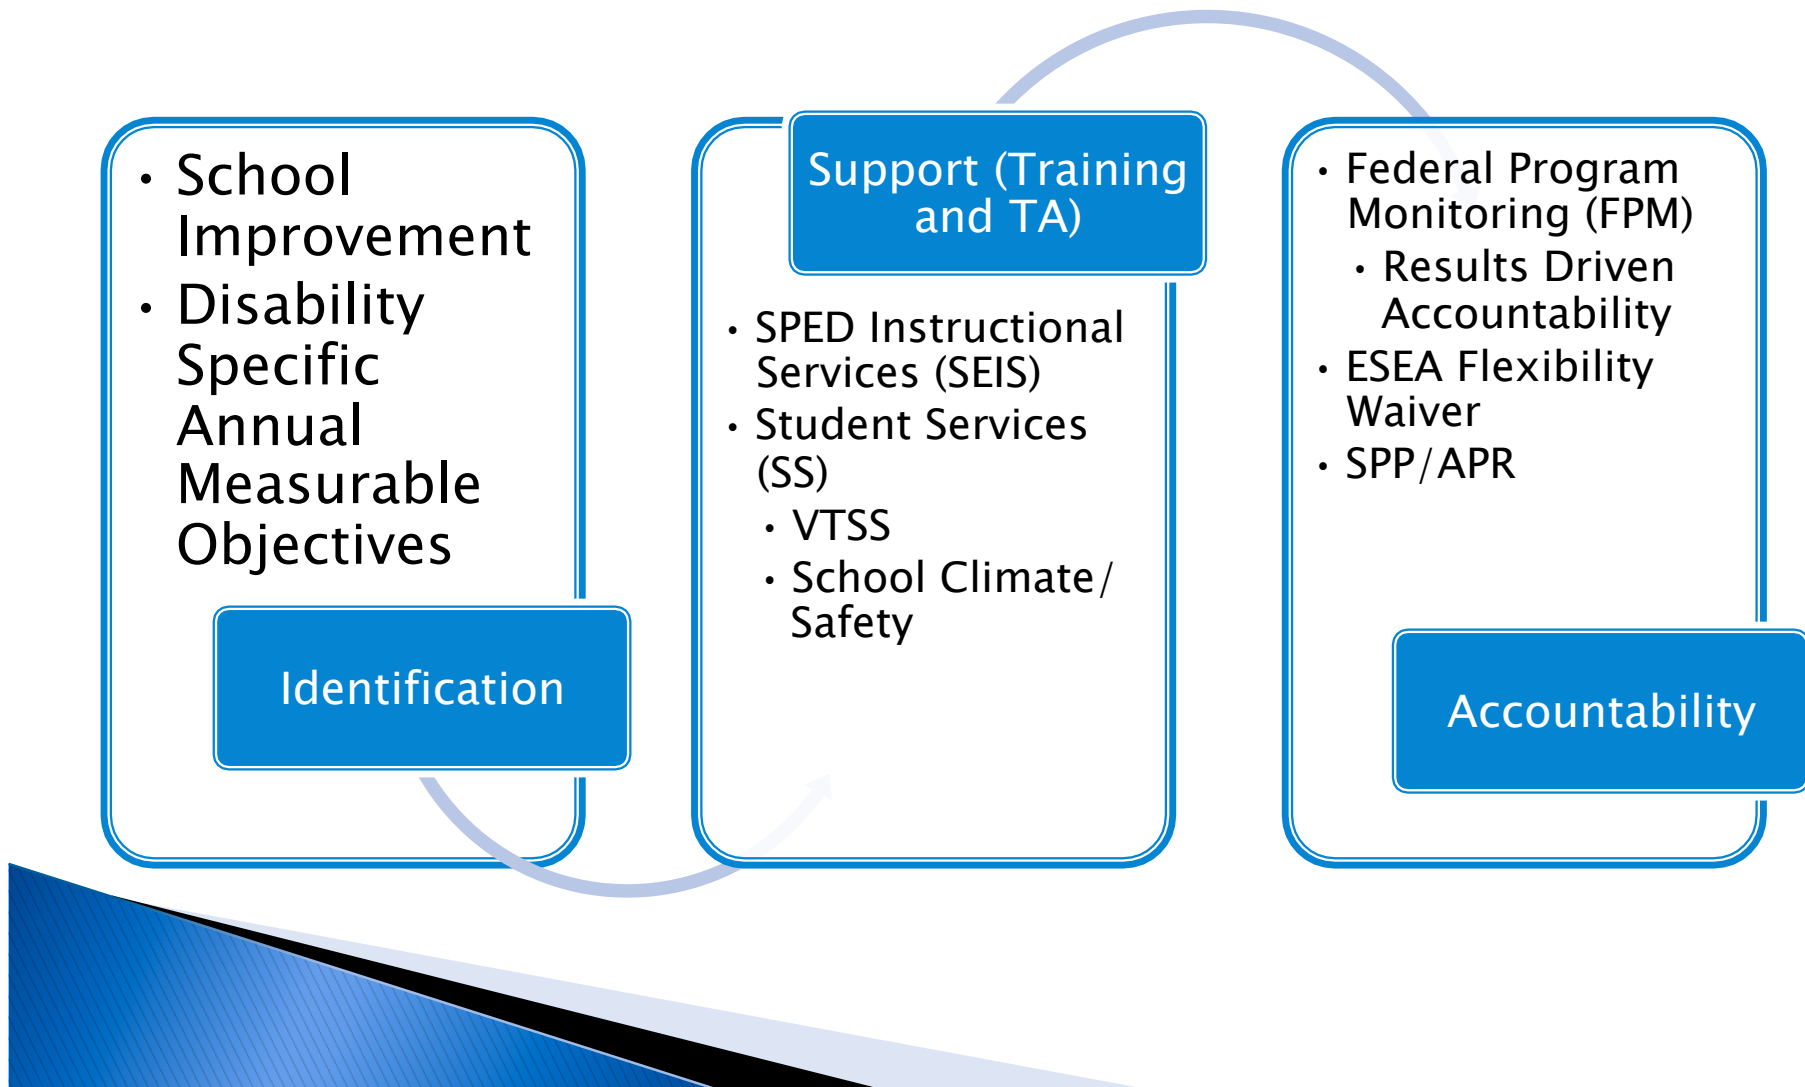 • School
Improvement
• Disability
Specific
Annual
Measurable
Objectives
Identification
Support (Training
and TA)
• SPED Instructional
Services (SEIS)
• Student Services
(SS)
• VTSS
• School Climate/
Safety
• Federal Program
Monitoring (FPM)
• Results Driven
Accountability
• ESEA Flexibility
Waiver
• SPP/APR
Accountability